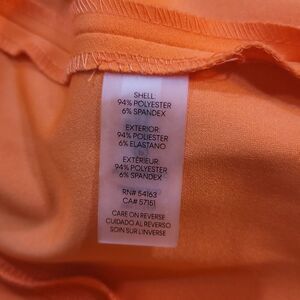 SHELL:
94% POLYESTER
6% SPANDEX
EXTERIOR:
94% POLIESTER
6% ELASTANO
EXTÉRIEUR:
94% POLYESTER
6% SPANDEX
RN# 54163
CA# 57151
CARE ON REVERSE
CUIDADO AL REVERSO
SOIN SUR L'INVERSE